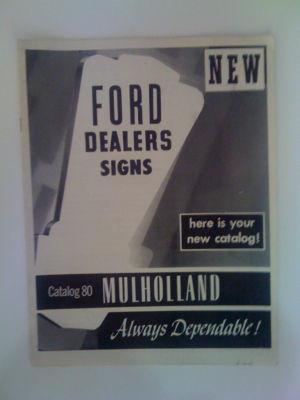 NEW
FORD
DEALERS
SIGNS
here is your
new catalog!
Catalog 80 MULHOLLAND
Always Dependable!